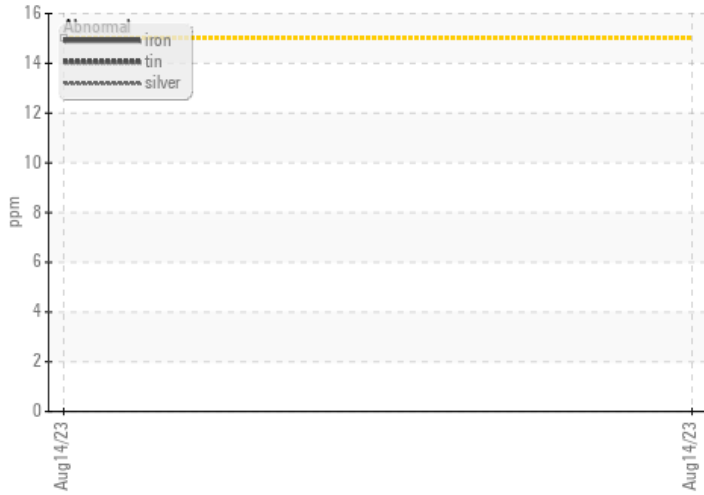 16
14
12
10
8
6
4
2
0
ppm
Abnormal
iron
tin
silver
Aug14/23
Aug14/23